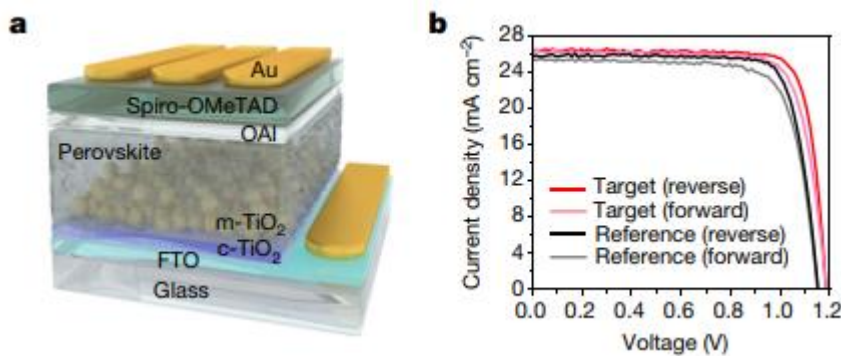 a
Au
Spiro-OMeTAD
OAI
Perovskite
m-TiO₂
c-TiO₂
FTO
Glass
b
Current density (mA cm⁻²)
28
24
20
16
12
8
4
0
Target (reverse)
Target (forward)
Reference (reverse)
Reference (forward)
0.0 0.2 0.4 0.6 0.8 1.0 1.2
Voltage (V)